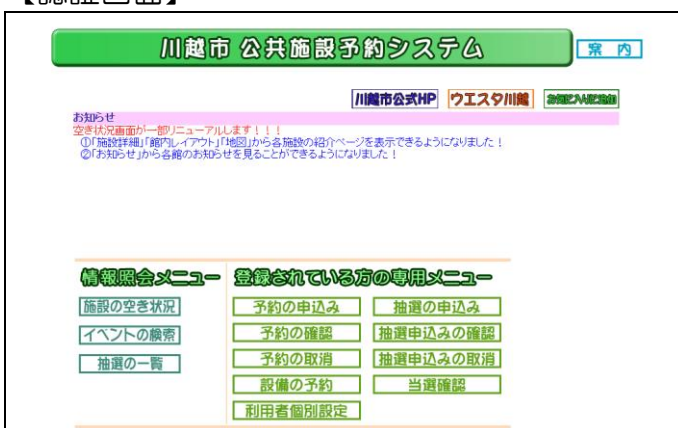 【認証画面】
川越市 公共施設予約システム
案 内
川越市公式HP ウエスタ川越 お気に入りに追加
お知らせ
空き状況画面が一部リニューアルします！！！
①「施設詳細」「館内レイアウト」「地図」から各施設の紹介ページを表示できるようになりました！
②「お知らせ」から各館のお知らせを見ることができるようになりました！
情報照会メニュー 登録されている方の専用メニュー
施設の空き状況 予約の申込み 抽選の申込み
イベントの検索 予約の確認 抽選申込みの確認
抽選の一覧 予約の取消 抽選申込みの取消
設備の予約 当選確認
利用者個別設定